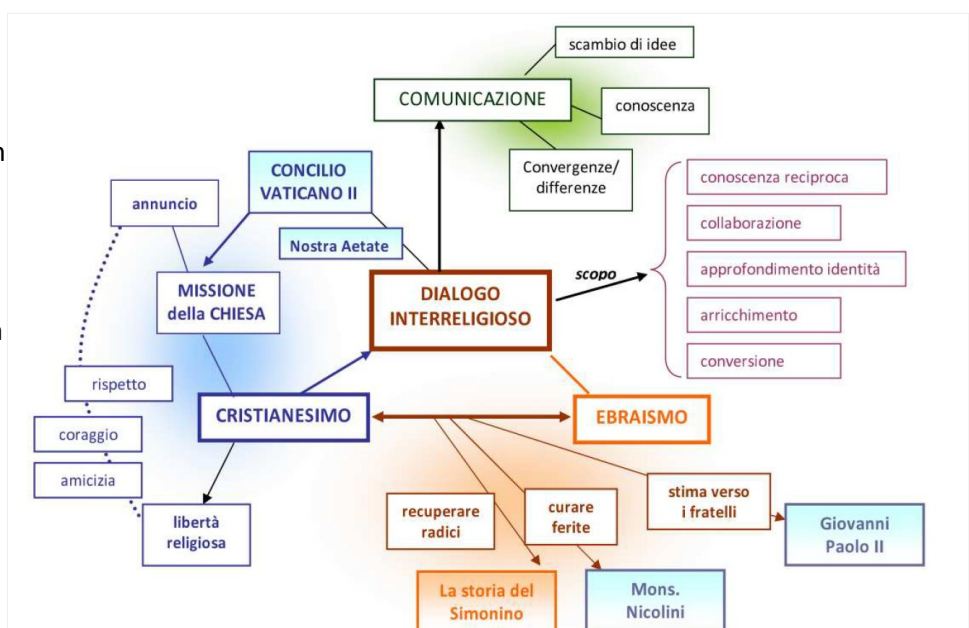 scambio di idee
COMUNICAZIONE
conoscenza
Convergenze/
differenze
CONCILIO
VATICANO II
annuncio
Nostra Aetate
conoscenza reciproca
collaborazione
approfondimento identità
arricchimento
conversione
scopo
DIALOGO
INTERRELIGIOSO
MISSIONE
della CHIESA
rispetto
CRISTIANESIMO
EBRAISMO
coraggio
amicizia
libertà
religiosa
recuperare
radici
curare
ferite
stima verso
i fratelli
Giovanni
Paolo II
La storia del
Simonino
Mons.
Nicolini